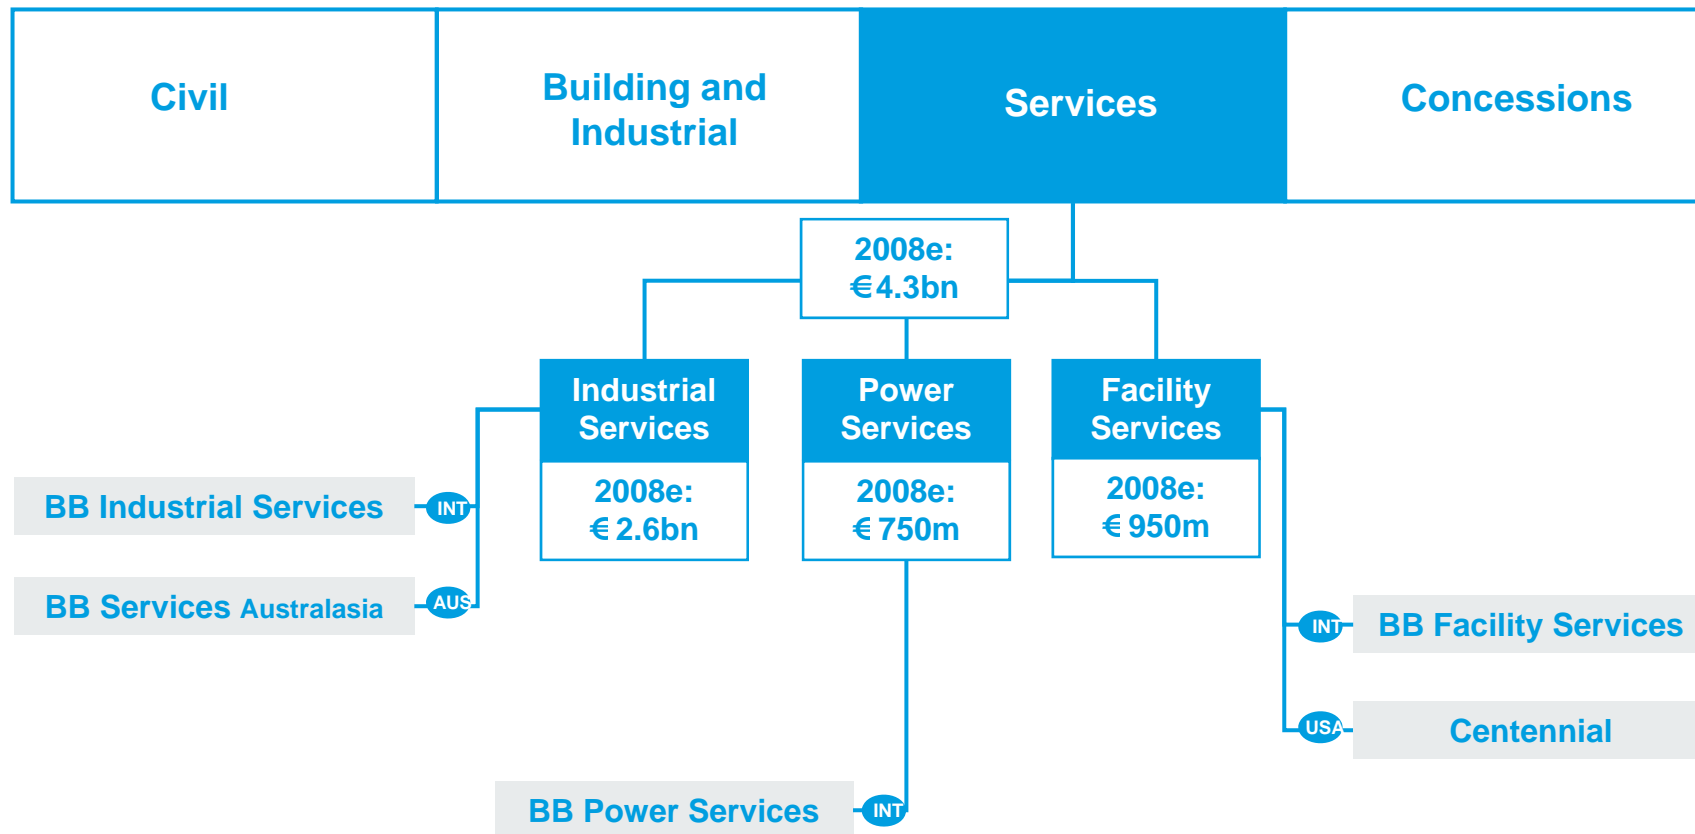 Civil
Building and
Industrial
Services
Concessions
2008e:
€4.3bn
Industrial
Services
2008e:
€ 2.6bn
Power
Services
2008e:
€ 750m
Facility
Services
2008e:
€ 950m
BB Industrial Services
INT
BB Services Australasia
AUS
INT
BB Facility Services
USA
Centennial
BB Power Services
INT